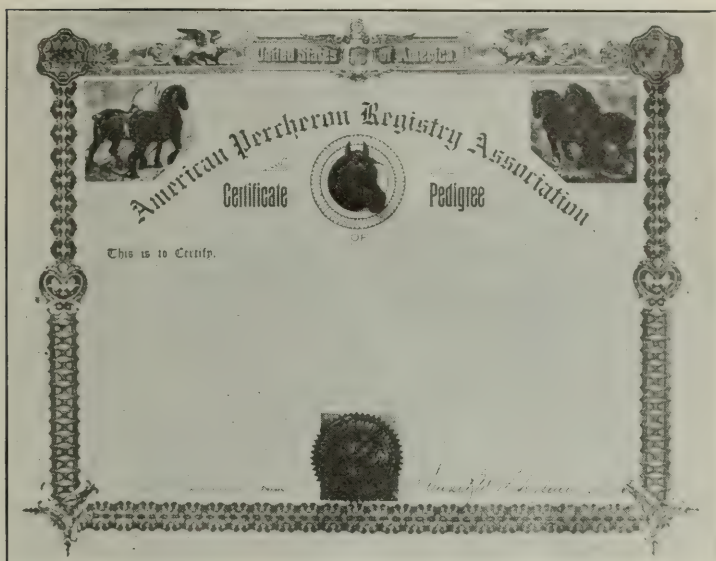 United States of America
American Percheron Registry Association
Certificate Pedigree
OF
This is to Certify.